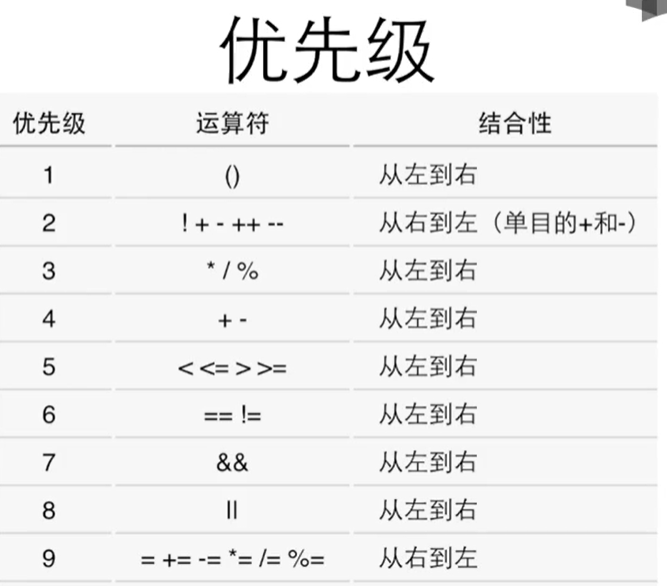 优先级
优先级 运算符 结合性
1 () 从左到右
2 ! + - ++ -- 从右到左（单目的+和-）
3 * / % 从左到右
4 + - 从左到右
5 < <= > >= 从左到右
6 == != 从左到右
7 && 从左到右
8 || 从左到右
9 = += -= *= /= %= 从右到左